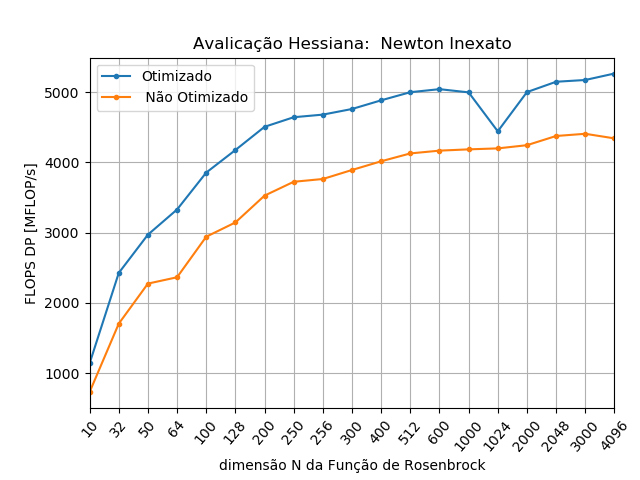 Avalicação Hessiana:  Newton Inexato
Otimizado
Não Otimizado
FLOPS DP [MFLOP/s]
5000
4000
3000
2000
1000
10 32 50 64 100 128 200 250 256 300 400 512 600 1000 1024 2000 2048 3000 4096
dimensão N da Função de Rosenbrock